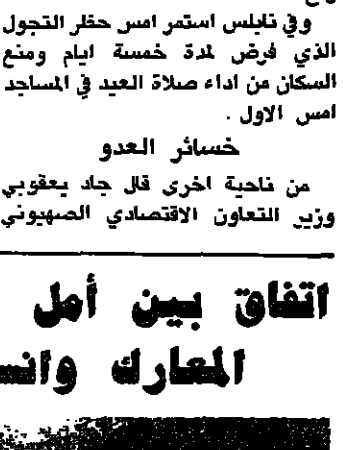 وفي نابلس استمر امس حظر التجول
الذي فرض لمدة خمسة ايام ومنع
السكان من اداء صلاة العيد في المساجد
امس الاول .
خسائر العدو
من ناحية اخرى قال جاد يعقوبي
وزير التعاون الاقتصادي الصهيوني
اتفاق بين أمل
المعارك وانسـ